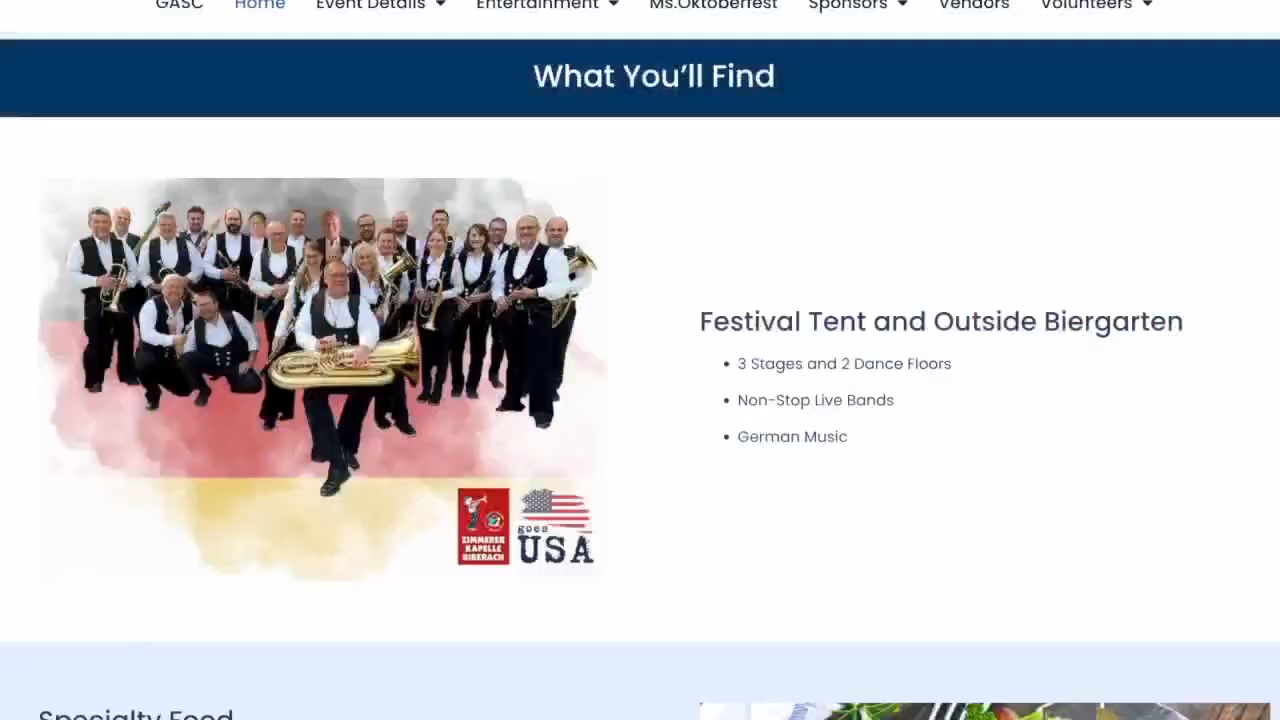 GASC Home Event Details Entertainment Ms.Oktoberfest Sponsors Vendors Volunteers
What You’ll Find
Festival Tent and Outside Biergarten
• 3 Stages and 2 Dance Floors
• Non-Stop Live Bands
• German Music
ZIMMERER
KAPELLE
BIBERACH
goes
USA
Specialty Food